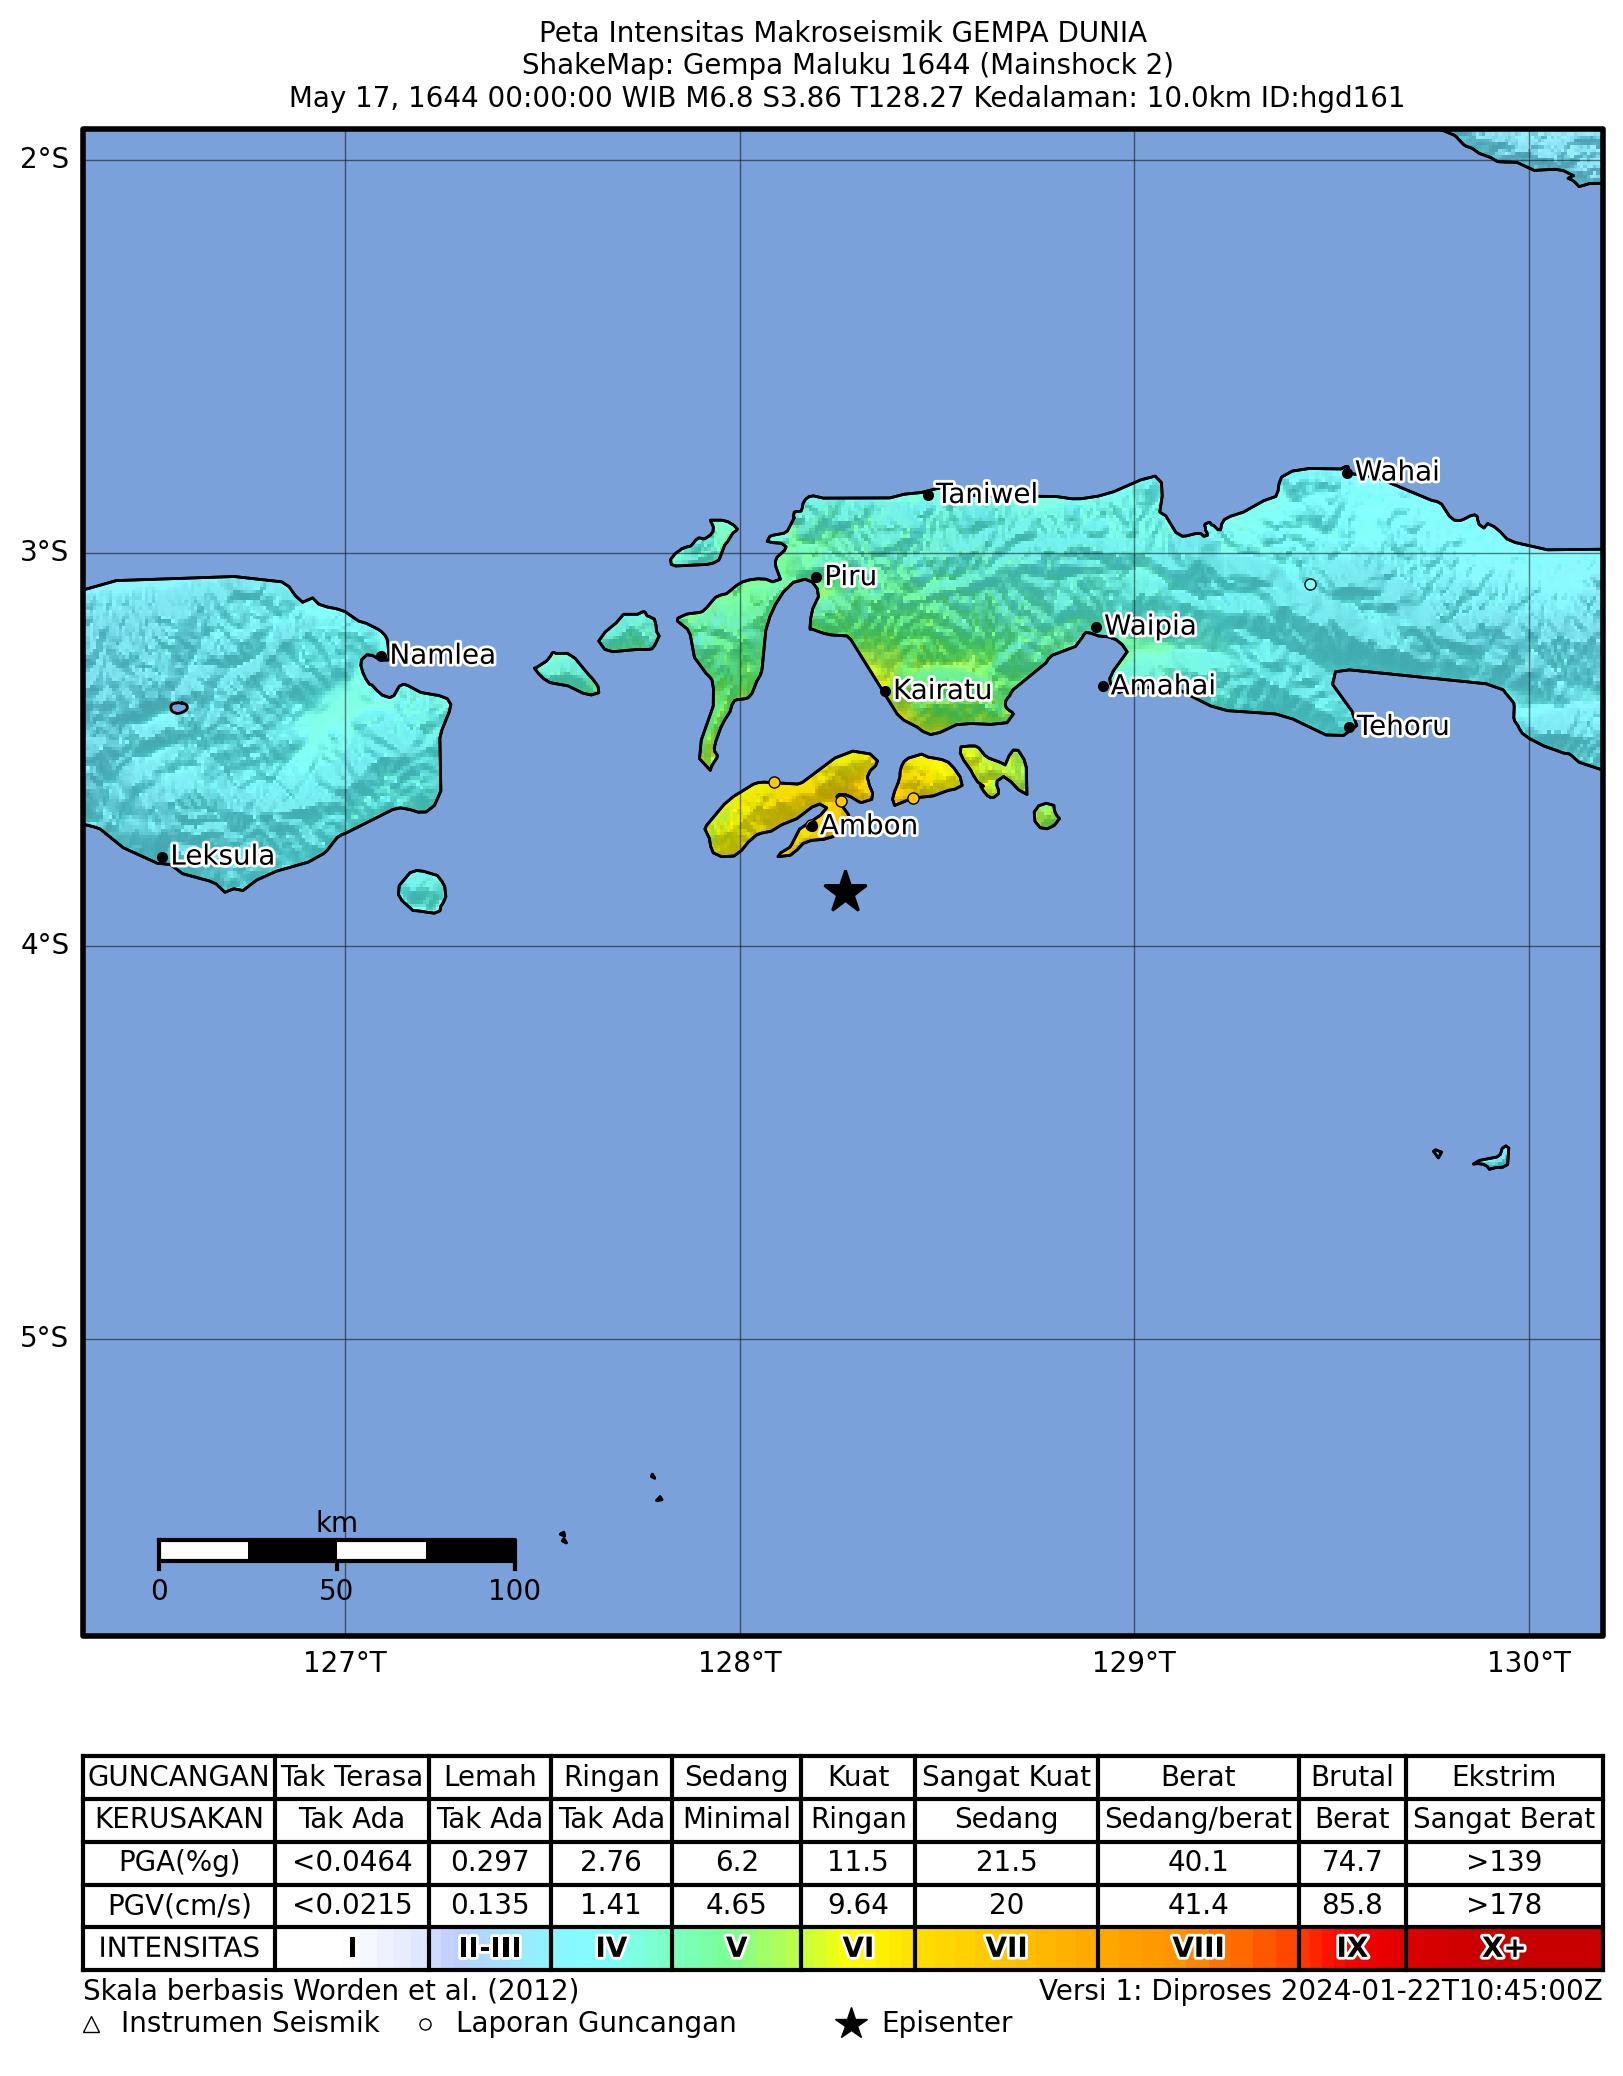 Peta Intensitas Makroseismik GEMPA DUNIA
ShakeMap: Gempa Maluku 1644 (Mainshock 2)
May 17, 1644 00:00:00 WIB M6.8 S3.86 T128.27 Kedalaman: 10.0km ID:hgd161
2°S
Wahai
Taniwel
3°S
Piru
Waipia
Namlea
Kairatu
Amahai
Tehoru
Ambon
Leksula
4°S
5°S
km
0 50 100
127°T 128°T 129°T 130°T
GUNCANGAN Tak Terasa Lemah Ringan Sedang Kuat Sangat Kuat Berat Brutal Ekstrim
KERUSAKAN Tak Ada Tak Ada Tak Ada Minimal Ringan Sedang Sedang/berat Berat Sangat Berat
PGA(%g) <0.0464 0.297 2.76 6.2 11.5 21.5 40.1 74.7 >139
PGV(cm/s) <0.0215 0.135 1.41 4.65 9.64 20 41.4 85.8 >178
INTENSITAS I II-III IV V VI VII VIII IX X+
Skala berbasis Worden et al. (2012) Versi 1: Diproses 2024-01-22T10:45:00Z
Instrumen Seismik Laporan Guncangan Episenter